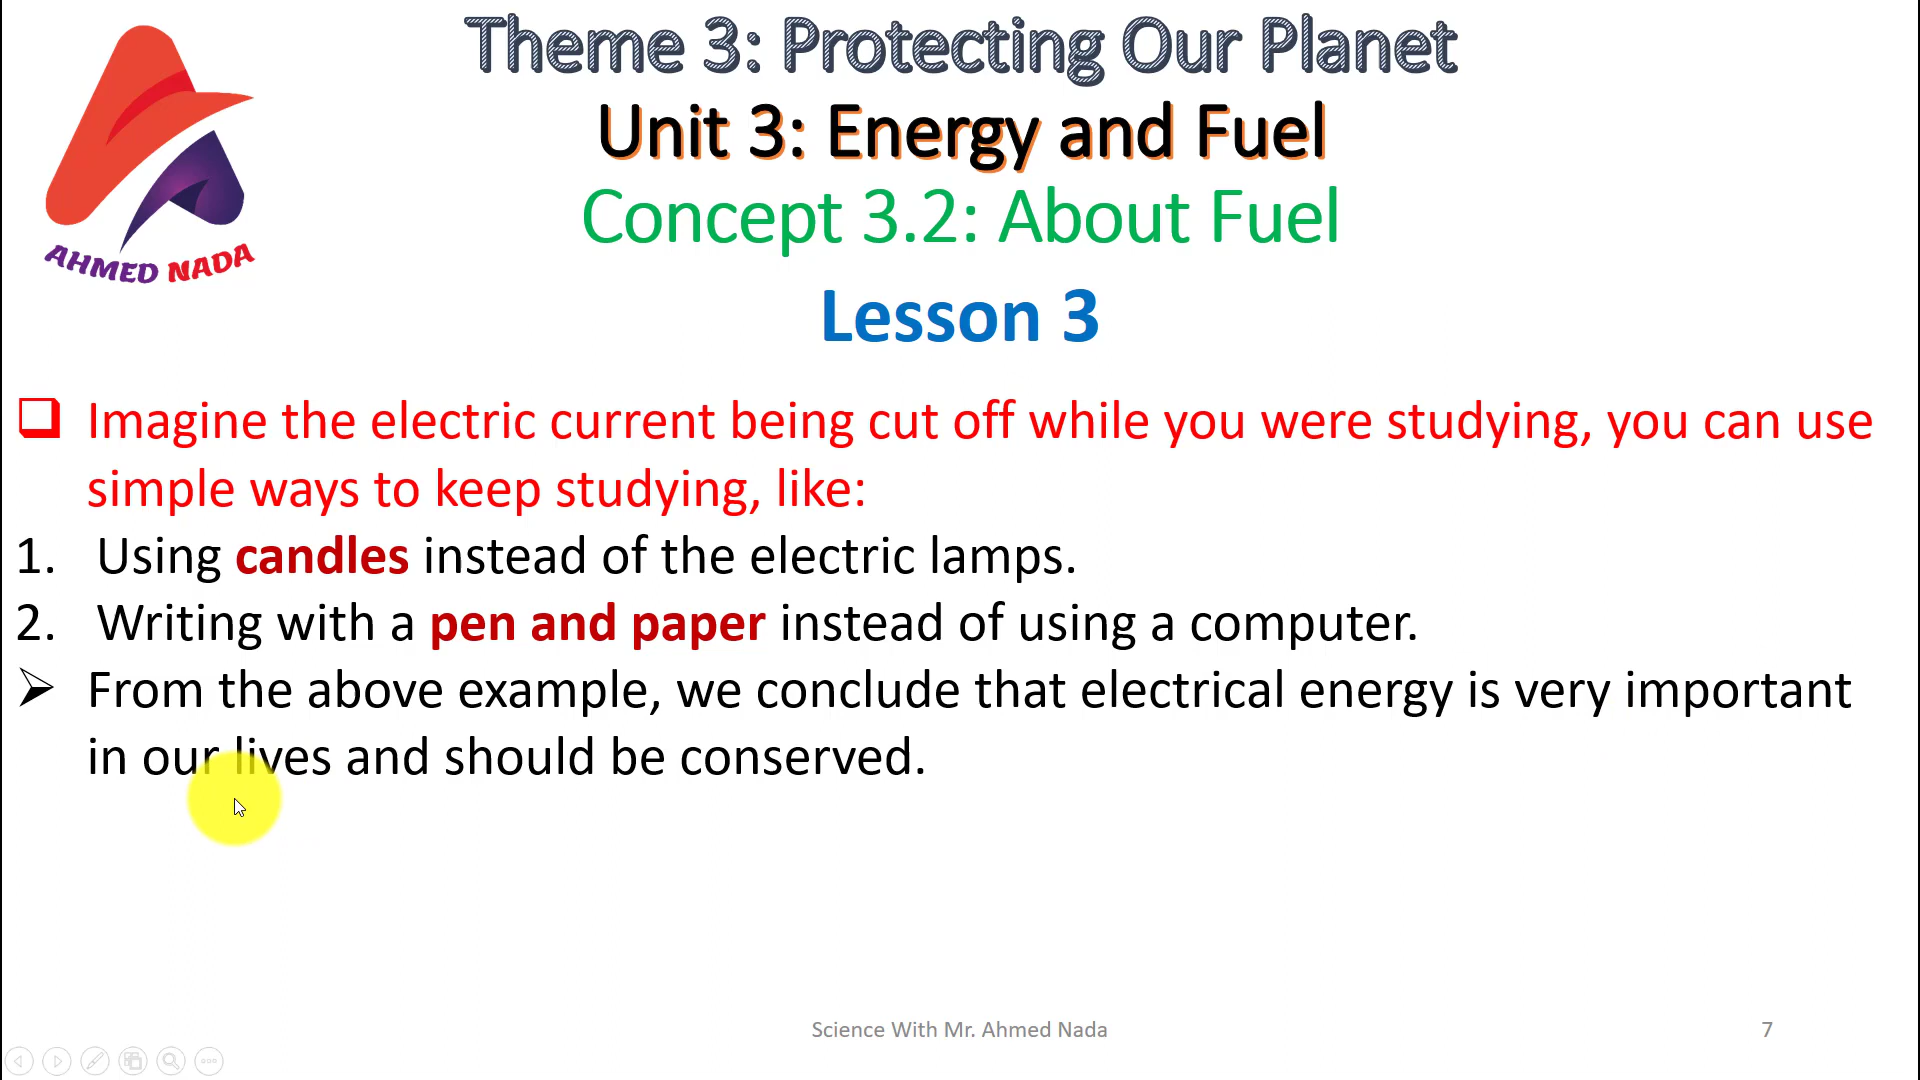 Theme 3: Protecting Our Planet
Unit 3: Energy and Fuel
Concept 3.2: About Fuel
AHMED NADA
Lesson 3
❑ Imagine the electric current being cut off while you were studying, you can use
simple ways to keep studying, like:
1. Using candles instead of the electric lamps.
2. Writing with a pen and paper instead of using a computer.
➢ From the above example, we conclude that electrical energy is very important
in our lives and should be conserved.
Science With Mr. Ahmed Nada
7